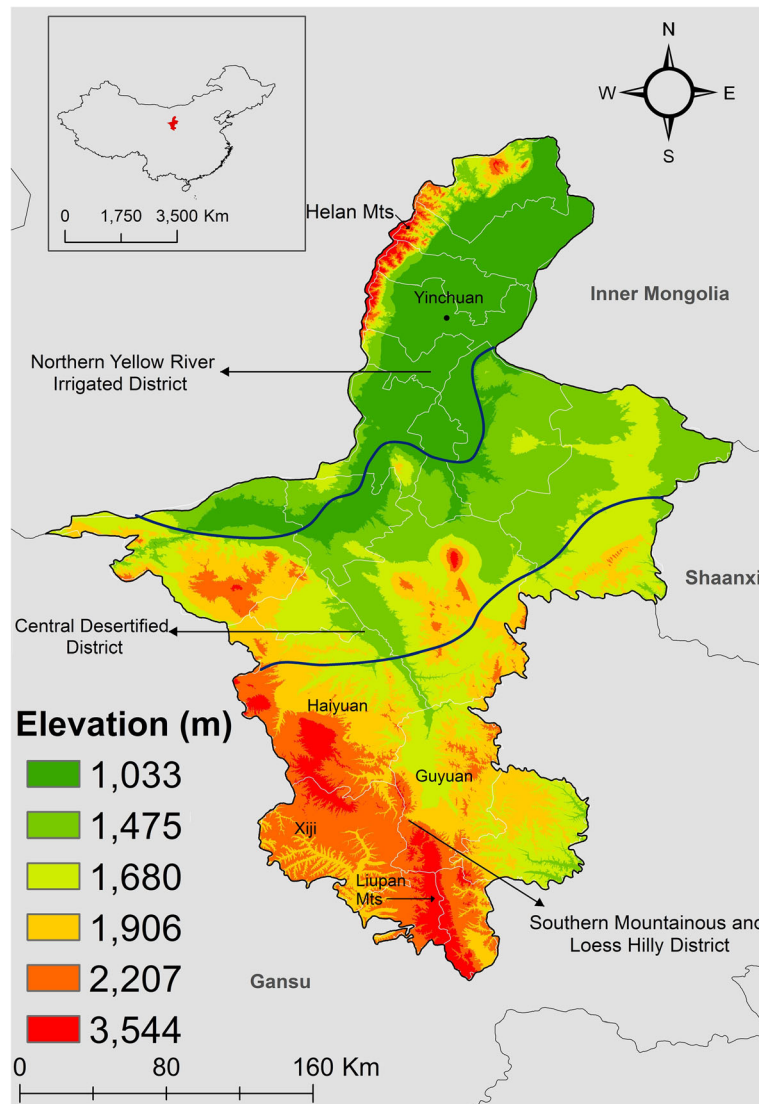 N
W
E
S
0
1,750
3,500 Km
Helan Mts
Yinchuan
Inner Mongolia
Northern Yellow River
Irrigated District
Shaanxi
Central Desertified
District
Elevation (m)
1,033
1,475
1,680
1,906
2,207
3,544
Haiyuan
Guyuan
Xiji
Liupan
Mts
Southern Mountainous and
Loess Hilly District
Gansu
0
80
160 Km